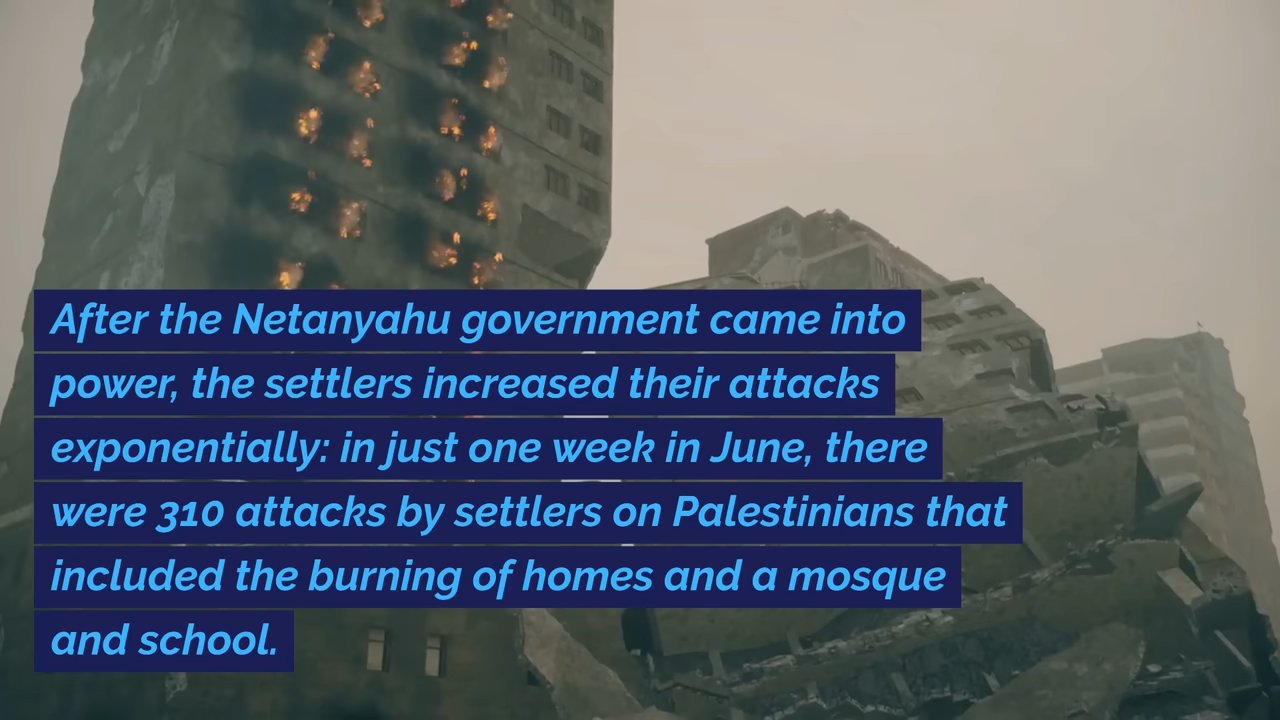 After the Netanyahu government came into
power, the settlers increased their attacks
exponentially: in just one week in June, there
were 310 attacks by settlers on Palestinians that
included the burning of homes and a mosque
and school.